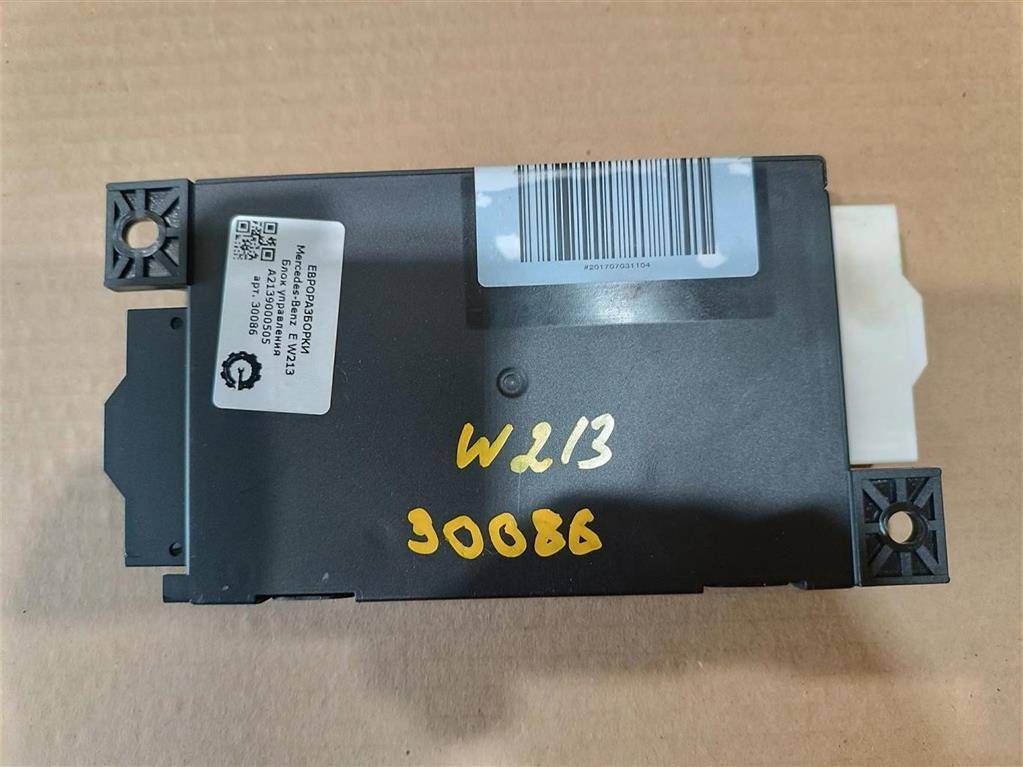 ЕВРОРАЗБОРКИ
Mercedes-Benz E W213
Блок управления
A2139000505
арт. 30086
#201707031104
W213
30086